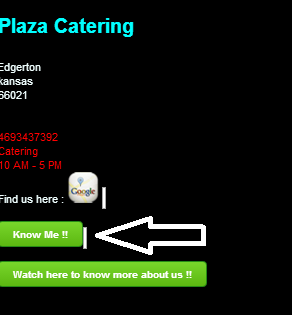 Plaza Catering
Edgerton
kansas
66021
4693437392
Catering
10 AM - 5 PM
Find us here : Google
Know Me !!
Watch here to know more about us !!